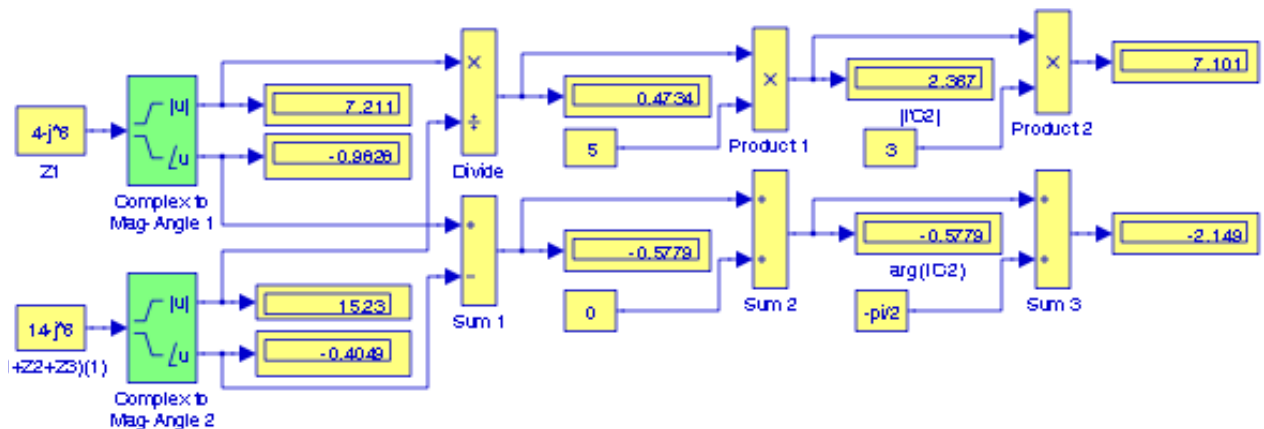 4-j*6
Z1
|u|
∠u
Complex to
Mag-Angle 1
7.211
-0.9828
×
÷
Divide
0.4734
5
×
Product 1
2.367
|I'C2|
3
×
Product 2
7.101
14-j*6
+Z2+Z3)(1)
|u|
∠u
Complex to
Mag-Angle 2
15.23
-0.4049
+
-
Sum 1
-0.5779
0
+
+
Sum 2
-0.5779
arg(I'C2)
-pi/2
+
+
Sum 3
-2.149